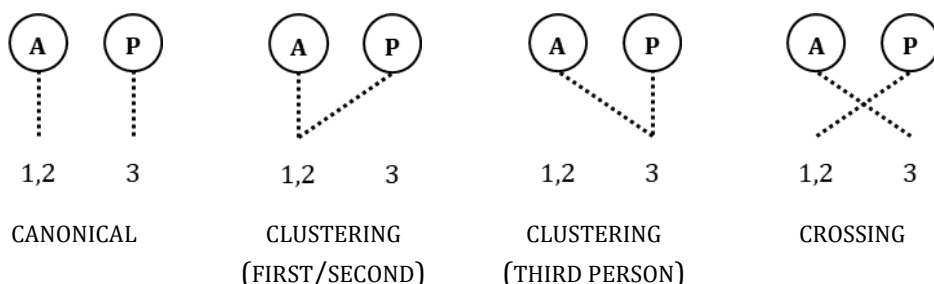 A P A P A P A P
1,2 3 1,2 3 1,2 3 1,2 3
CANONICAL CLUSTERING CLUSTERING CROSSING
(FIRST/SECOND) (THIRD PERSON)